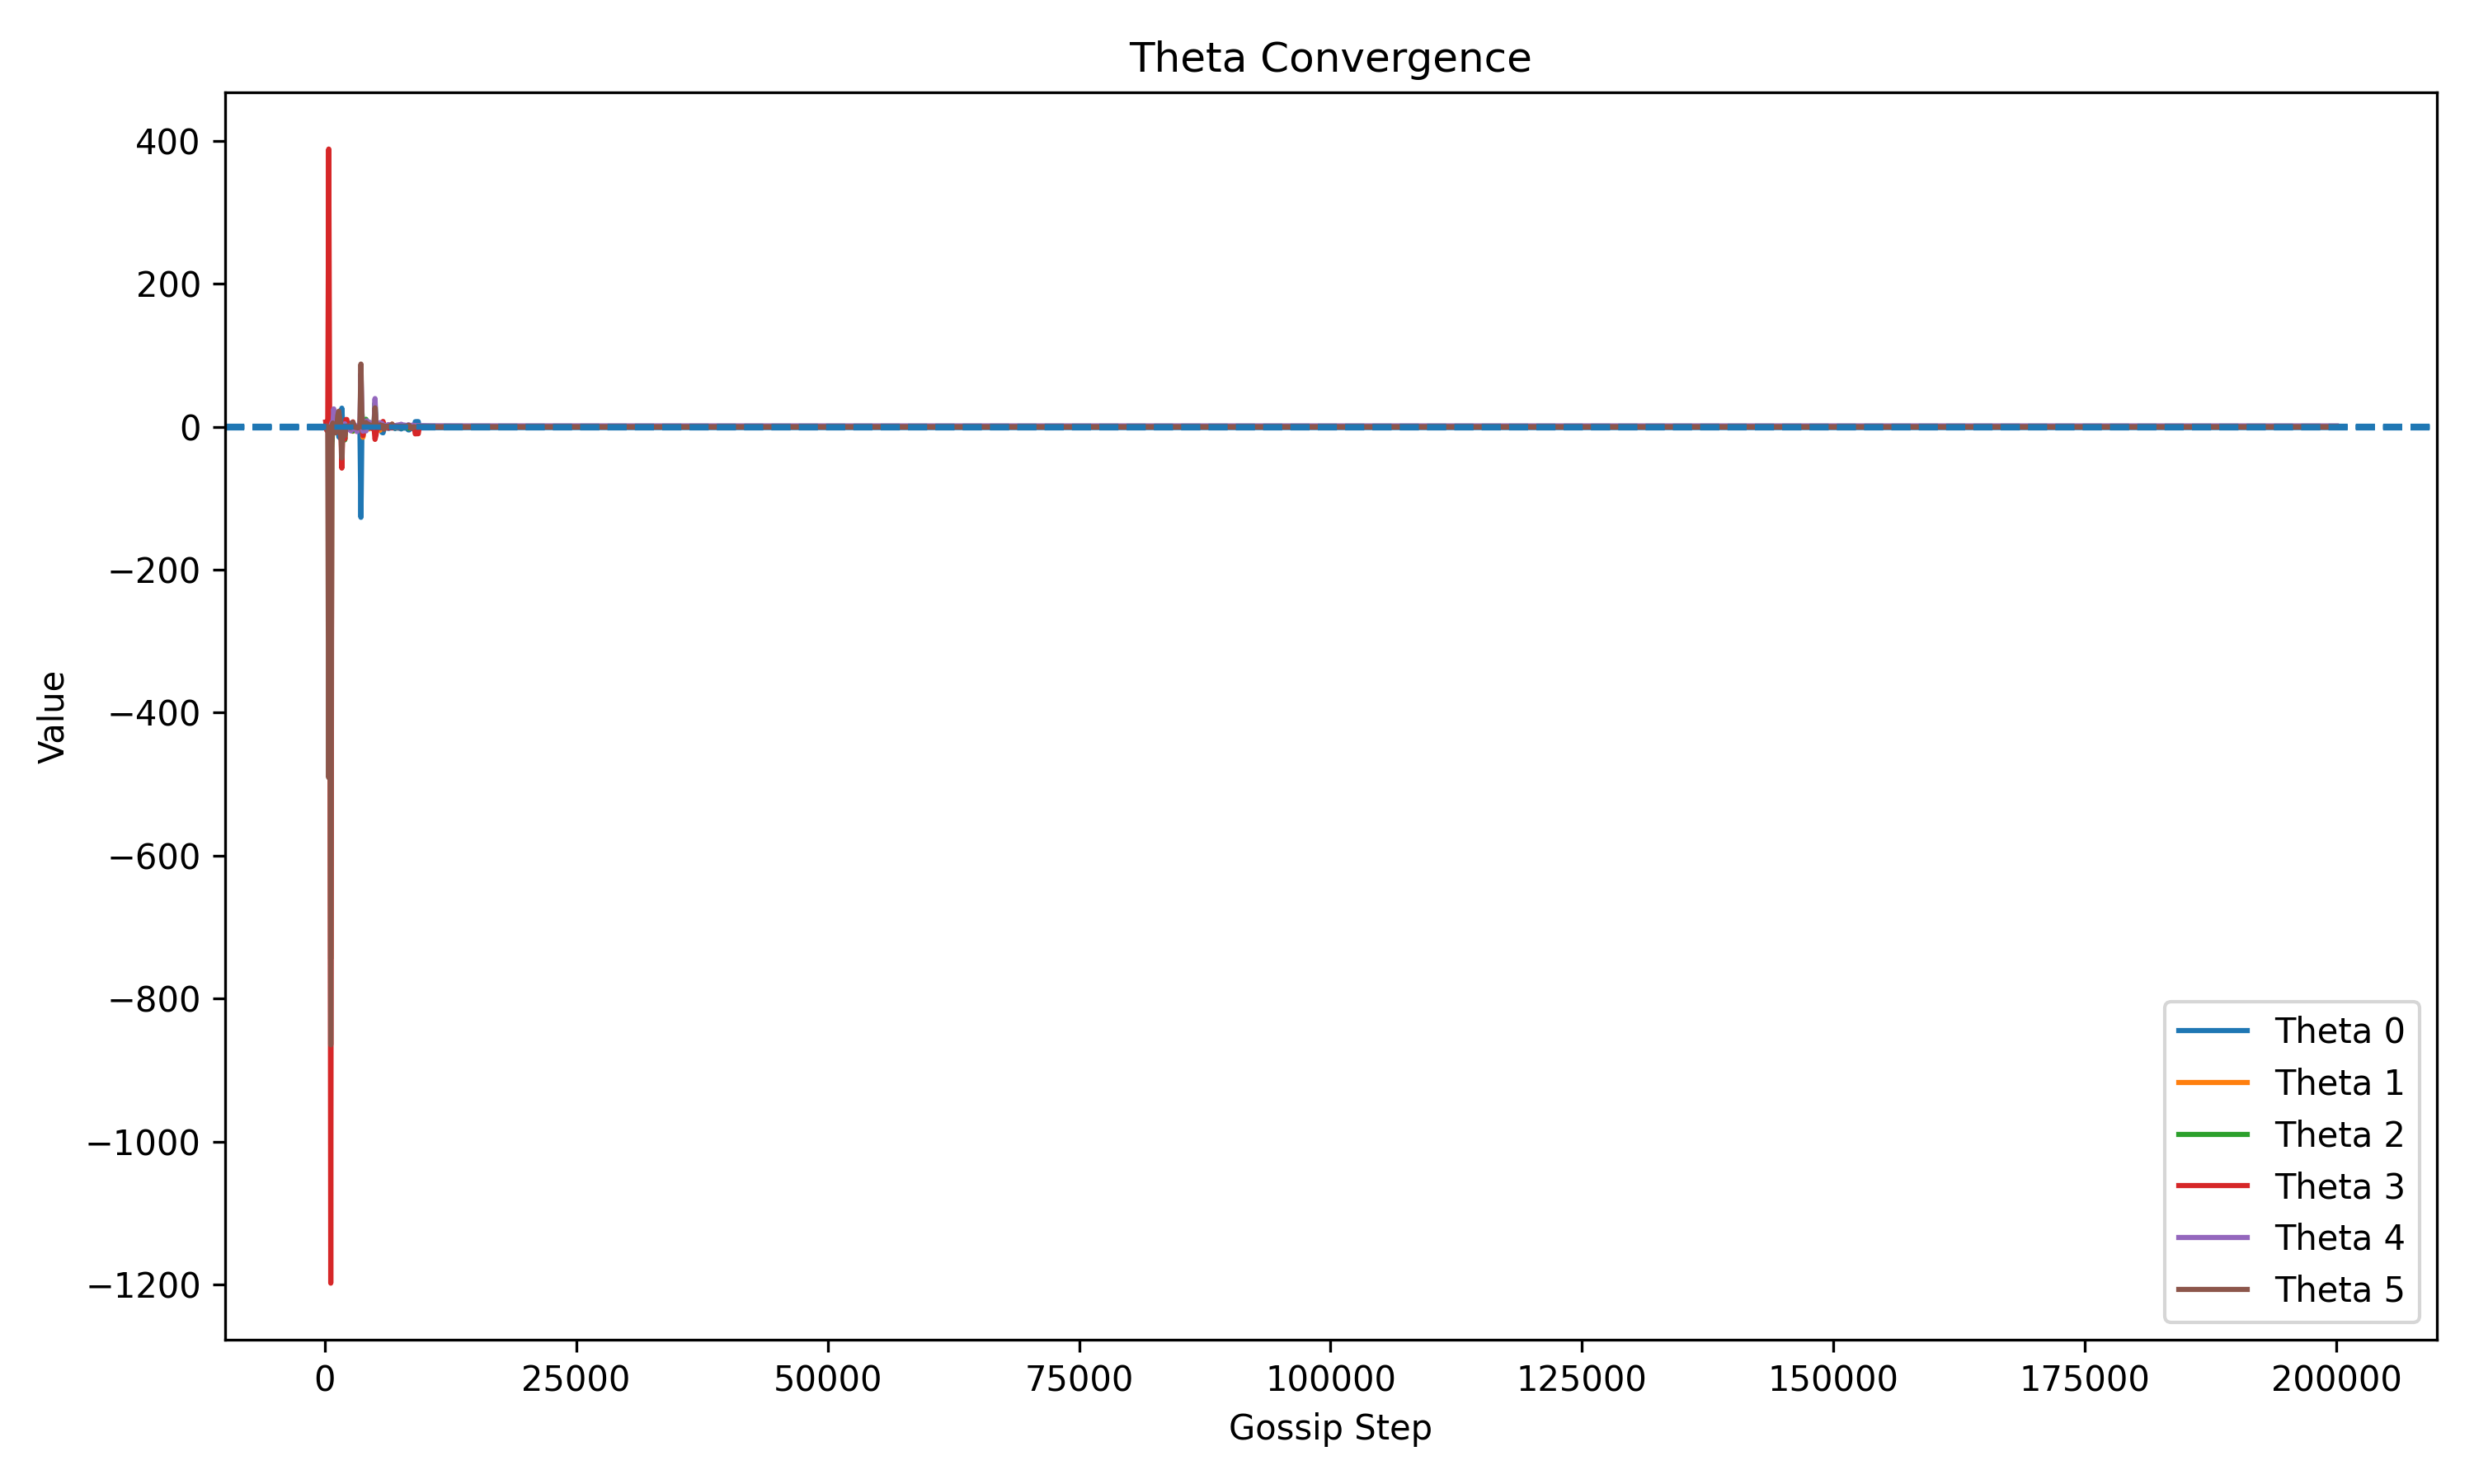 Theta Convergence
400
200
0
−200
−400
−600
−800
−1000
−1200
Value
0 25000 50000 75000 100000 125000 150000 175000 200000
Gossip Step
Theta 0
Theta 1
Theta 2
Theta 3
Theta 4
Theta 5